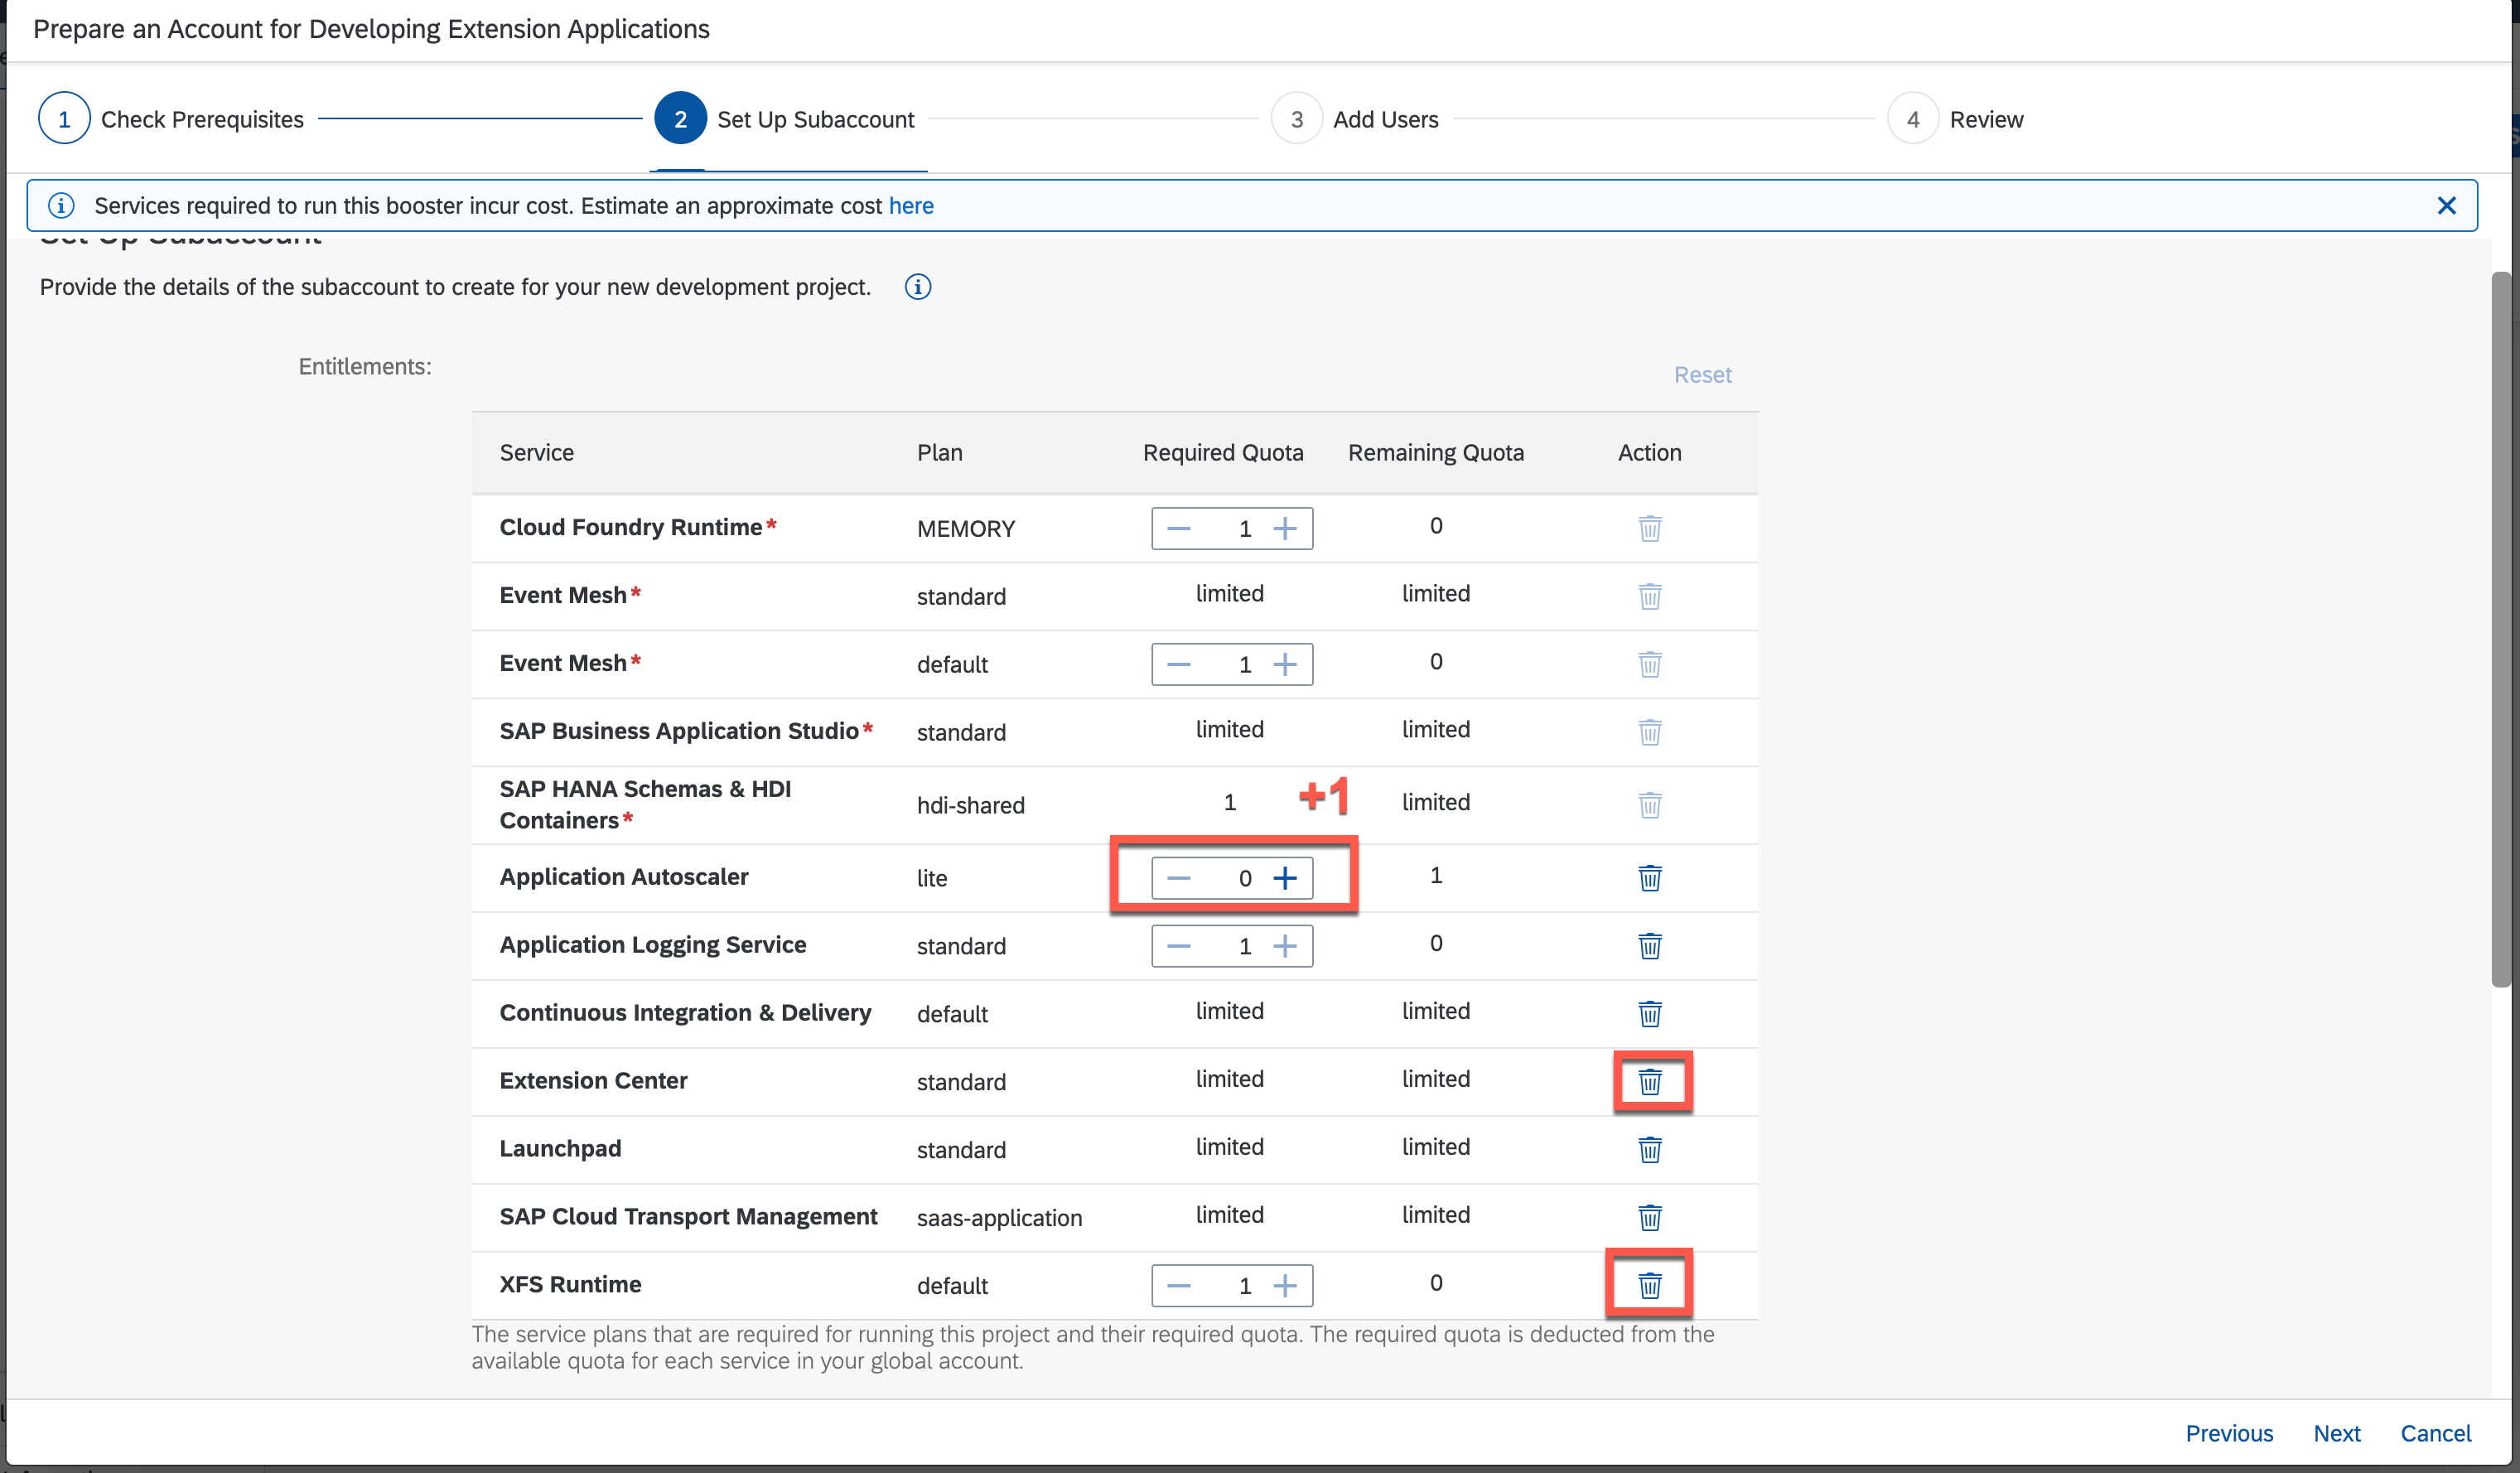 Prepare an Account for Developing Extension Applications
1 Check Prerequisites 2 Set Up Subaccount 3 Add Users 4 Review
Services required to run this booster incur cost. Estimate an approximate cost here
Set Up Subaccount
Provide the details of the subaccount to create for your new development project.
Entitlements:
Reset
Service Plan Required Quota Remaining Quota Action
Cloud Foundry Runtime* MEMORY 1 0
Event Mesh* standard limited limited
Event Mesh* default 1 0
SAP Business Application Studio* standard limited limited
SAP HANA Schemas & HDI
Containers* hdi-shared 1 +1 limited
Application Autoscaler lite 0 1
Application Logging Service standard 1 0
Continuous Integration & Delivery default limited limited
Extension Center standard limited limited
Launchpad standard limited limited
SAP Cloud Transport Management saas-application limited limited
XFS Runtime default 1 0
The service plans that are required for running this project and their required quota. The required quota is deducted from the
available quota for each service in your global account.
Previous Next Cancel